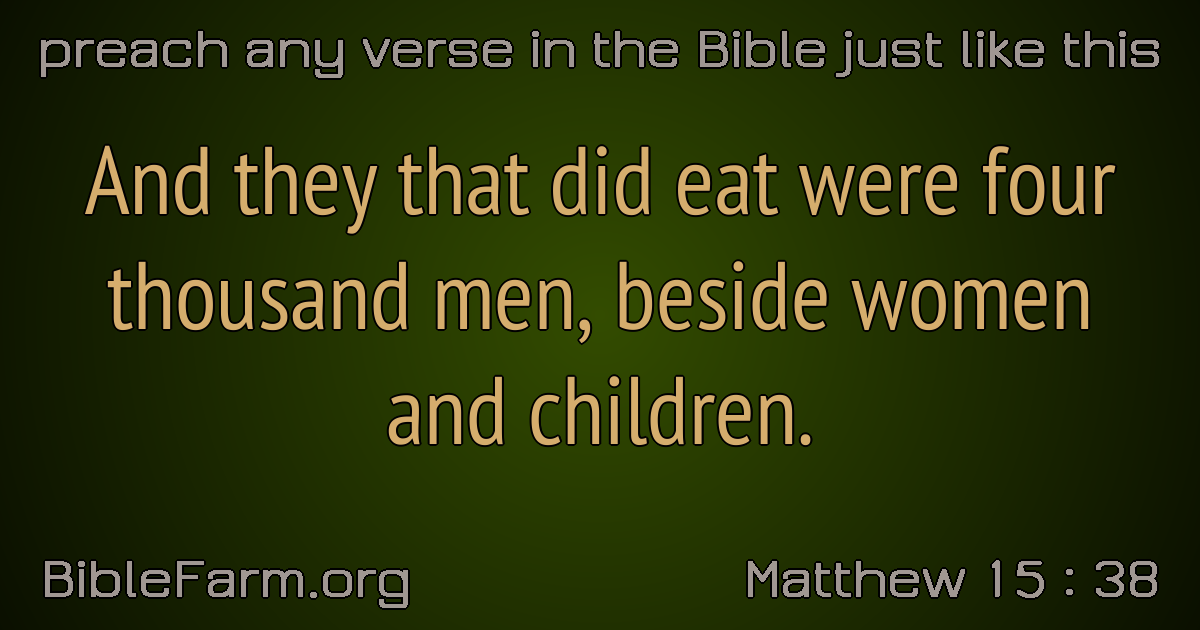 preach any verse in the Bible just like this
And they that did eat were four
thousand men, beside women
and children.
BibleFarm.org
Matthew 15 : 38